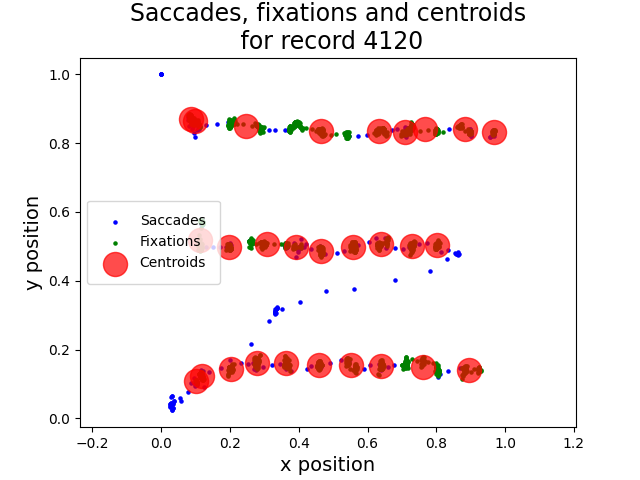 Saccades, fixations and centroids
for record 4120
y position
1.0
0.8
0.6
0.4
0.2
0.0
Saccades
Fixations
Centroids
−0.2 0.0 0.2 0.4 0.6 0.8 1.0 1.2
x position